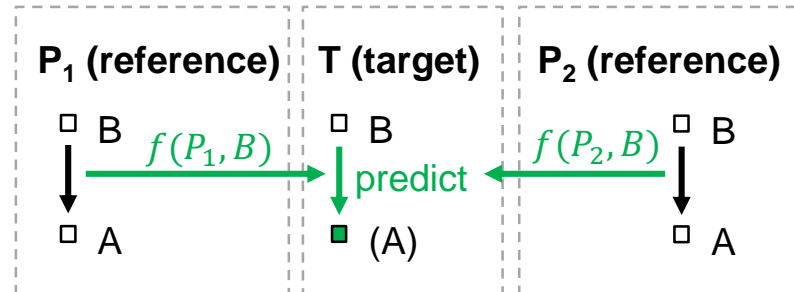 P₁ (reference) T (target) P₂ (reference)
B B B
f(P₁, B) f(P₂, B)
predict
A (A) A